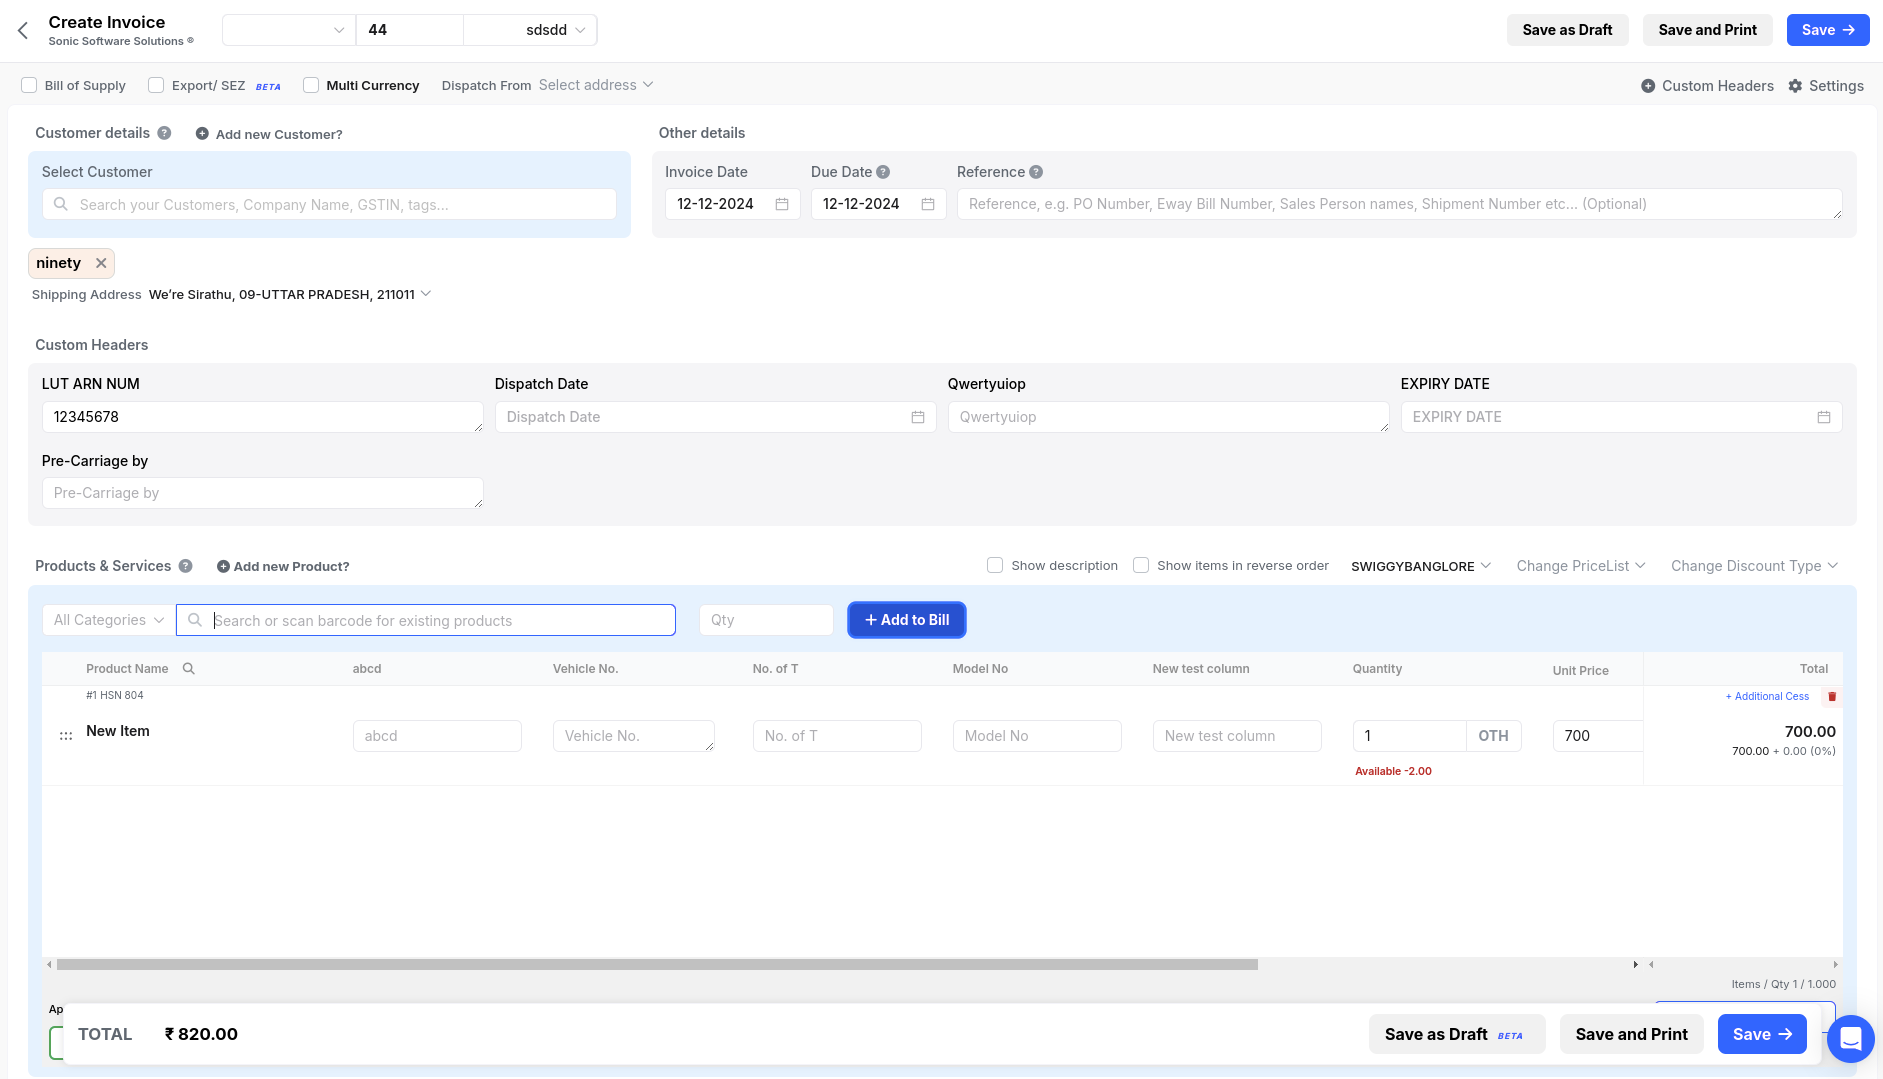 Create Invoice
Sonic Software Solutions ®
44
sdsdd
Save as Draft
Save and Print
Save
Bill of Supply
Export/ SEZ BETA
Multi Currency
Dispatch From Select address
Custom Headers
Settings
Customer details
Add new Customer?
Other details
Select Customer
Search your Customers, Company Name, GSTIN, tags...
Invoice Date
Due Date
Reference
12-12-2024
12-12-2024
Reference, e.g. PO Number, Eway Bill Number, Sales Person names, Shipment Number etc... (Optional)
ninety
Shipping Address We're Sirathu, 09-UTTAR PRADESH, 211011
Custom Headers
LUT ARN NUM
Dispatch Date
Qwertyuiop
EXPIRY DATE
12345678
Dispatch Date
Qwertyuiop
EXPIRY DATE
Pre-Carriage by
Pre-Carriage by
Products & Services
Add new Product?
Show description
Show items in reverse order
SWIGGYBANGLORE
Change PriceList
Change Discount Type
All Categories
Search or scan barcode for existing products
Qty
+ Add to Bill
Product Name
abcd
Vehicle No.
No. of T
Model No
New test column
Quantity
Unit Price
Total
#1 HSN 804
+ Additional Cess
New Item
abcd
Vehicle No.
No. of T
Model No
New test column
1
OTH
700
700.00
700.00 + 0.00 (0%)
Available -2.00
Items / Qty 1 / 1.000
Ap
TOTAL
₹ 820.00
Save as Draft BETA
Save and Print
Save